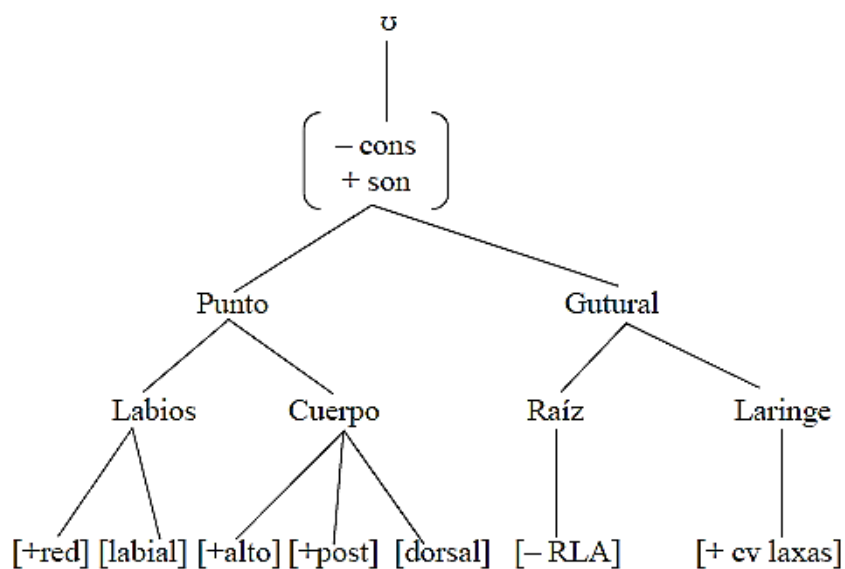 ʊ
– cons
+ son
Punto Gutural
Labios Cuerpo Raíz Laringe
[+red] [labial] [+alto] [+post] [dorsal] [– RLA] [+ cv laxas]